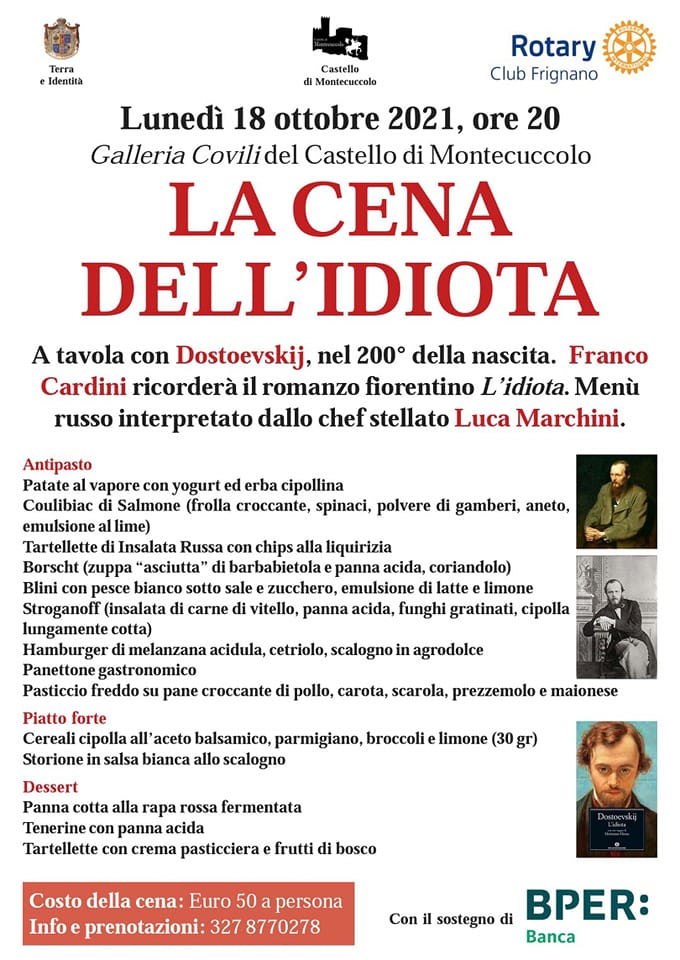 Terra
e Identità
Castello di
Montecuccolo
Castello
di Montecuccolo
Rotary
Club Frignano
ROTARY
INTERNATIONAL
Lunedì 18 ottobre 2021, ore 20
Galleria Covili del Castello di Montecuccolo
LA CENA
DELL’IDIOTA
A tavola con Dostoevskij, nel 200° della nascita. Franco
Cardini ricorderà il romanzo fiorentino L’idiota. Menù
russo interpretato dallo chef stellato Luca Marchini.
Antipasto
Patate al vapore con yogurt ed erba cipollina
Coulibiac di Salmone (frolla croccante, spinaci, polvere di gamberi, aneto,
emulsione al lime)
Tartellette di Insalata Russa con chips alla liquirizia
Borscht (zuppa “asciutta” di barbabietola e panna acida, coriandolo)
Blini con pesce bianco sotto sale e zucchero, emulsione di latte e limone
Stroganoff (insalata di carne di vitello, panna acida, funghi gratinati, cipolla
lungamente cotta)
Hamburger di melanzana acidula, cetriolo, scalogno in agrodolce
Panettone gastronomico
Pasticcio freddo su pane croccante di pollo, carota, scarola, prezzemolo e maionese
Piatto forte
Cereali cipolla all’aceto balsamico, parmigiano, broccoli e limone (30 gr)
Storione in salsa bianca allo scalogno
Dessert
Panna cotta alla rapa rossa fermentata
Tenerine con panna acida
Tartellette con crema pasticciera e frutti di bosco
Dostoevskij
L'idiota
Costo della cena: Euro 50 a persona
Info e prenotazioni: 327 8770278
Con il sostegno di
BPER:
Banca